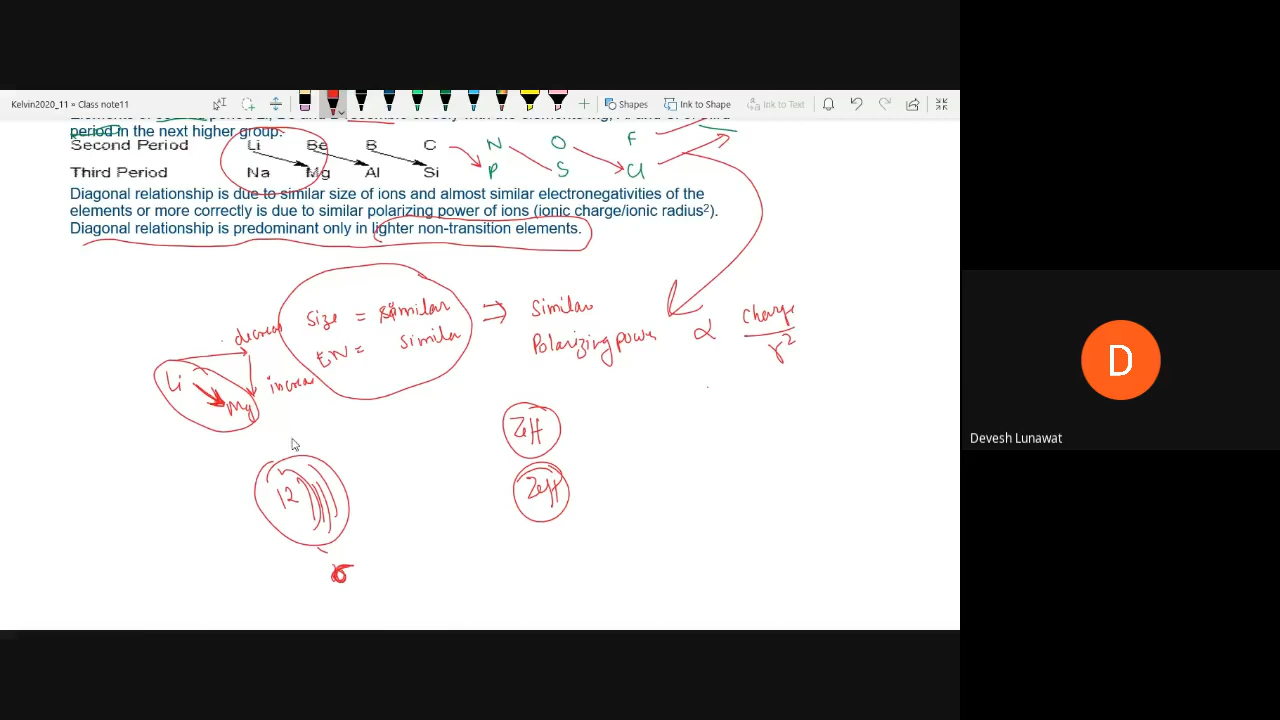 Kelvin2020_11 » Class note11
Shapes
Ink to Shape
Ink to Text
period in the next higher group.
Second Period Li Be B C N O F
Third Period Na Mg Al Si P S Cl
Diagonal relationship is due to similar size of ions and almost similar electronegativities of the
elements or more correctly is due to similar polarizing power of ions (ionic charge/ionic radius²).
Diagonal relationship is predominant only in lighter non-transition elements.
Size = similar ⇒ Similar
EN = similar Polarizing power ∝ charge
r²
decreas
increas
Li
Mg
Zeff
Zeff
12
D
Devesh Lunawat